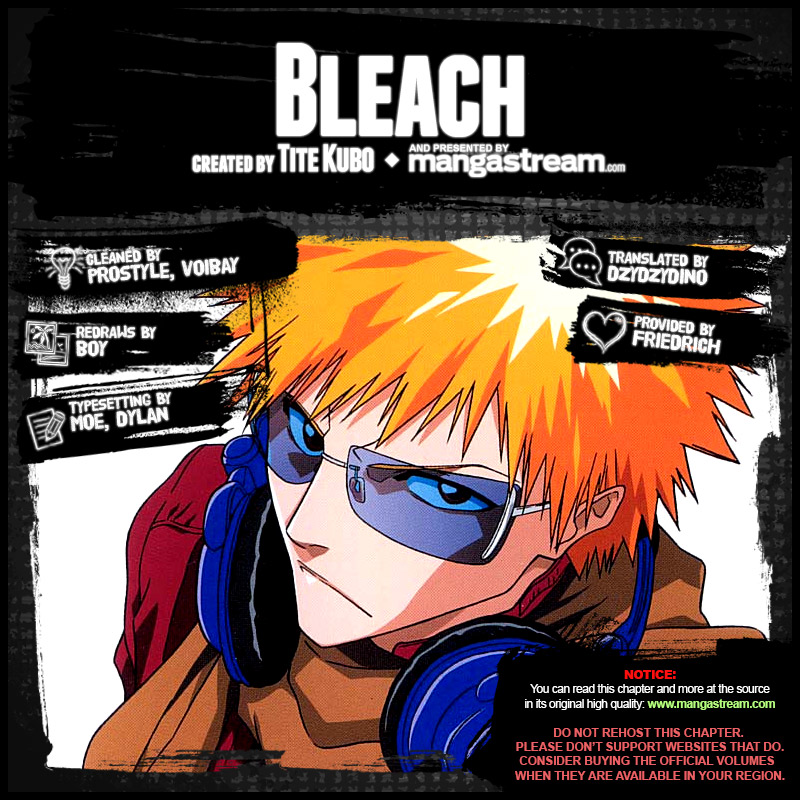 BLEACH
CREATED BY TITE KUBO ◆ AND PRESENTED BY mangastream.com
CLEANED BY
PROSTYLE, VOIBAY
REDRAWS BY
BOY
TYPESETTING BY
MOE, DYLAN
TRANSLATED BY
DZYDZYDINO
PROVIDED BY
FRIEDRICH
NOTICE:
You can read this chapter and more at the source
in its original high quality: www.mangastream.com
DO NOT REHOST THIS CHAPTER.
PLEASE DON'T SUPPORT WEBSITES THAT DO.
CONSIDER BUYING THE OFFICIAL VOLUMES
WHEN THEY ARE AVAILABLE IN YOUR REGION.